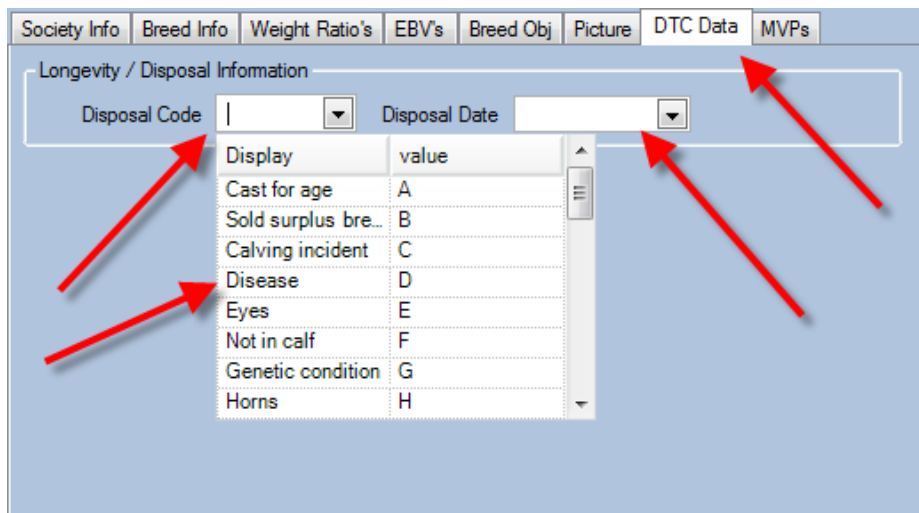 Society Info Breed Info Weight Ratio's EBV's Breed Obj Picture DTC Data MVPs
Longevity / Disposal Information
Disposal Code Disposal Date
Display value
Cast for age A
Sold surplus bre... B
Calving incident C
Disease D
Eyes E
Not in calf F
Genetic condition G
Horns H